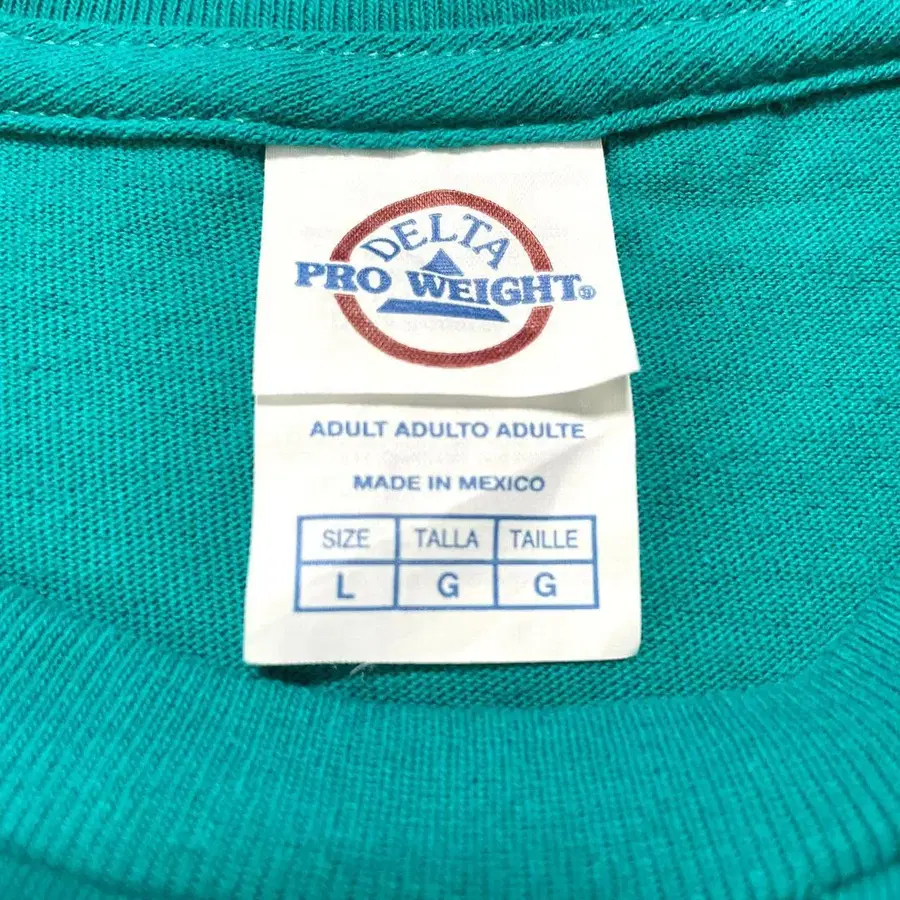 DELTA
PRO WEIGHT®
ADULT ADULTO ADULTE
MADE IN MEXICO
SIZE TALLA TAILLE
L G G